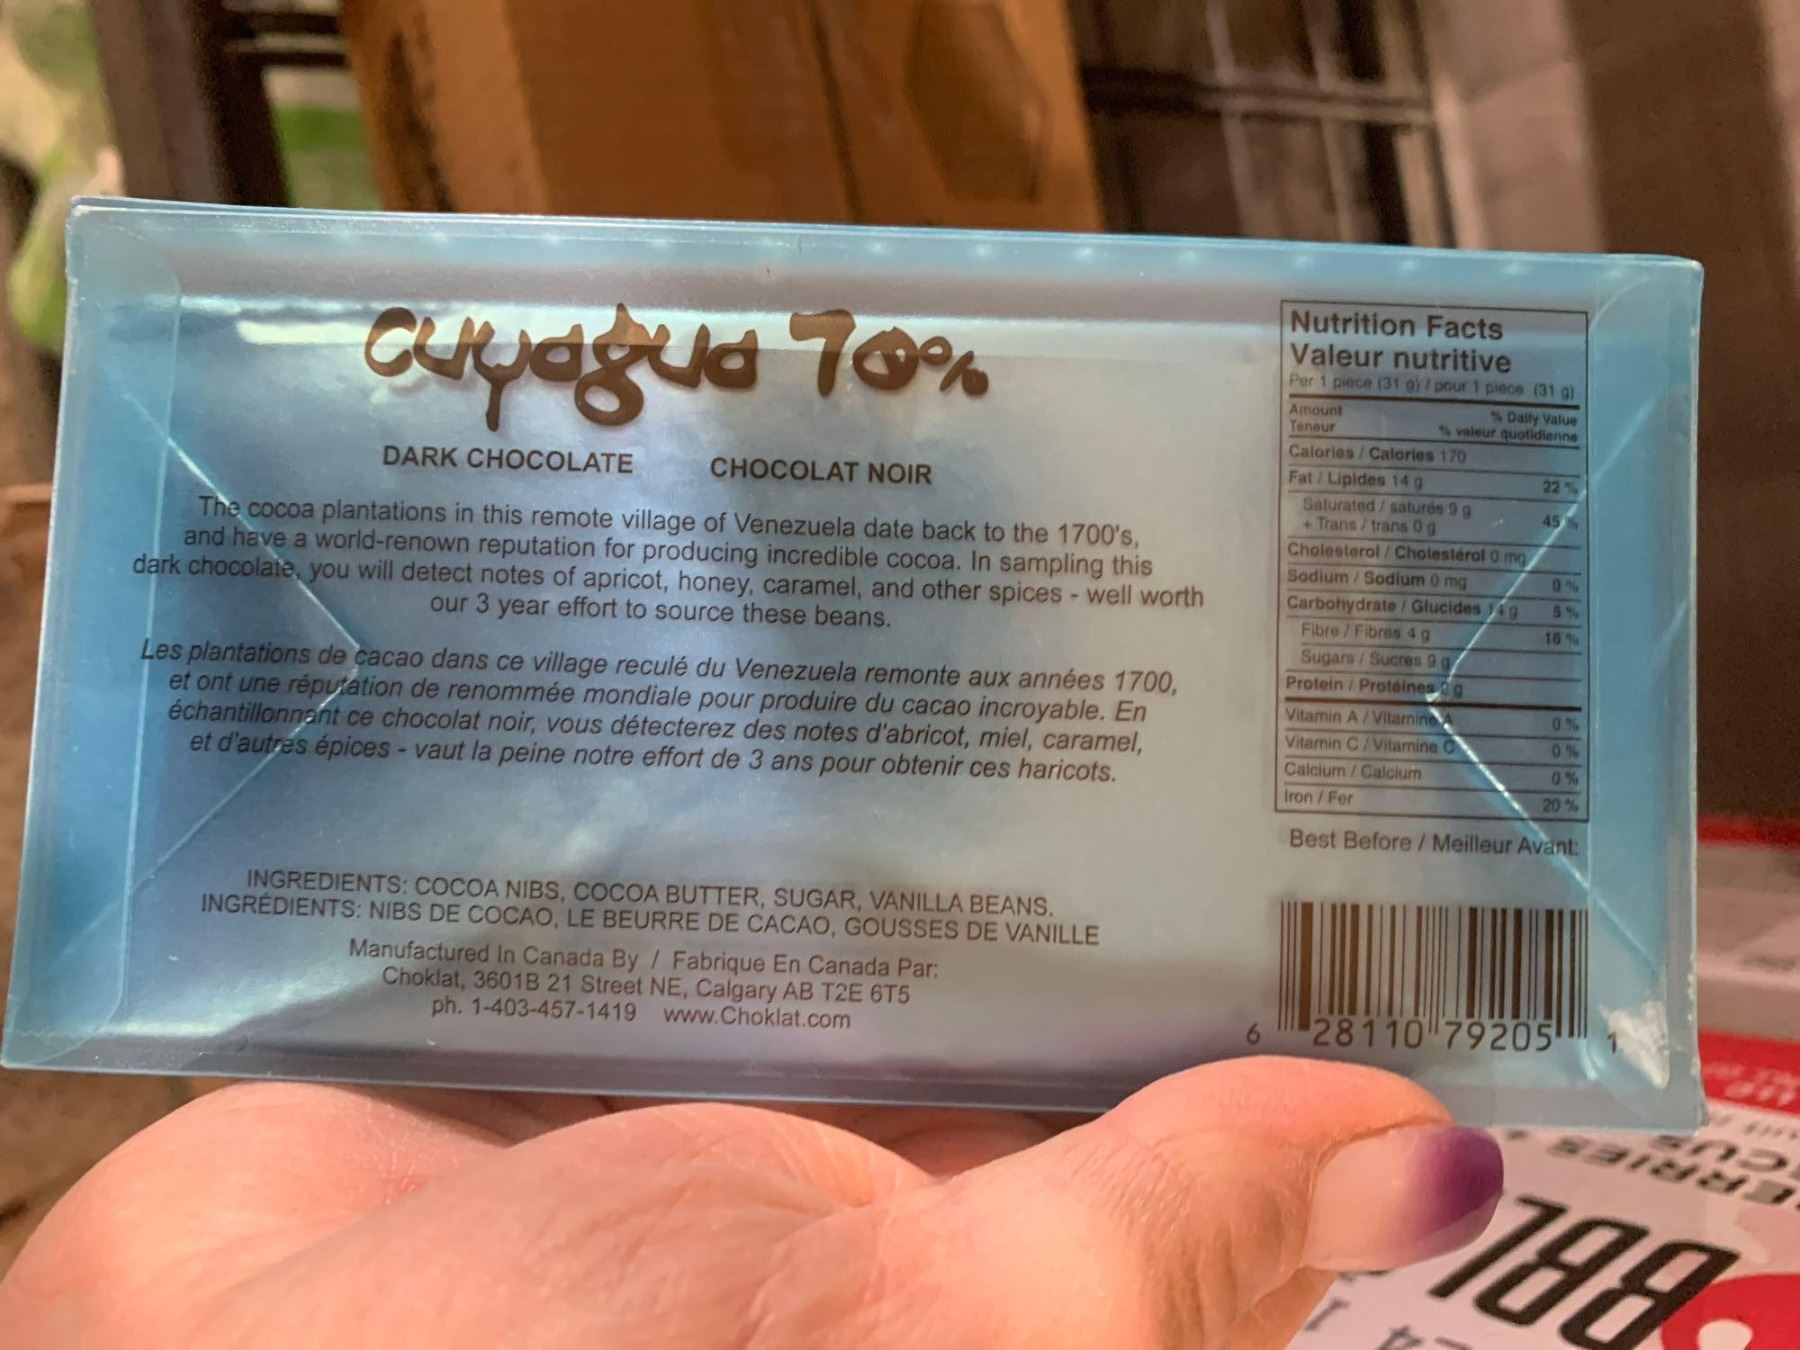 cuyagua 70%
DARK CHOCOLATE CHOCOLAT NOIR
The cocoa plantations in this remote village of Venezuela date back to the 1700's,
and have a world-renown reputation for producing incredible cocoa. In sampling this
dark chocolate, you will detect notes of apricot, honey, caramel, and other spices - well worth
our 3 year effort to source these beans.
Les plantations de cacao dans ce village reculé du Venezuela remonte aux années 1700,
et ont une réputation de renommée mondiale pour produire du cacao incroyable. En
échantillonnant ce chocolat noir, vous détecterez des notes d'abricot, miel, caramel,
et d'autres épices - vaut la peine notre effort de 3 ans pour obtenir ces haricots.
INGREDIENTS: COCOA NIBS, COCOA BUTTER, SUGAR, VANILLA BEANS.
INGRÉDIENTS: NIBS DE COCAO, LE BEURRE DE CACAO, GOUSSES DE VANILLE
Manufactured In Canada By / Fabrique En Canada Par:
Choklat, 3601B 21 Street NE, Calgary AB T2E 6T5
ph. 1-403-457-1419 www.Choklat.com
Nutrition Facts
Valeur nutritive
Per 1 piece (31 g) / pour 1 piece (31 g)
Amount % Daily Value
Teneur % valeur quotidienne
Calories / Calories 170
Fat / Lipides 14 g 22 %
Saturated / saturés 9 g
+ Trans / trans 0 g 45 %
Cholesterol / Cholestérol 0 mg
Sodium / Sodium 0 mg 0 %
Carbohydrate / Glucides 14 g 5 %
Fibre / Fibres 4 g 16 %
Sugars / Sucres 9 g
Protein / Protéines 2 g
Vitamin A / Vitamine A 0 %
Vitamin C / Vitamine C 0 %
Calcium / Calcium 0 %
Iron / Fer 20 %
Best Before / Meilleur Avant:
6 28110 79205 1
BBL